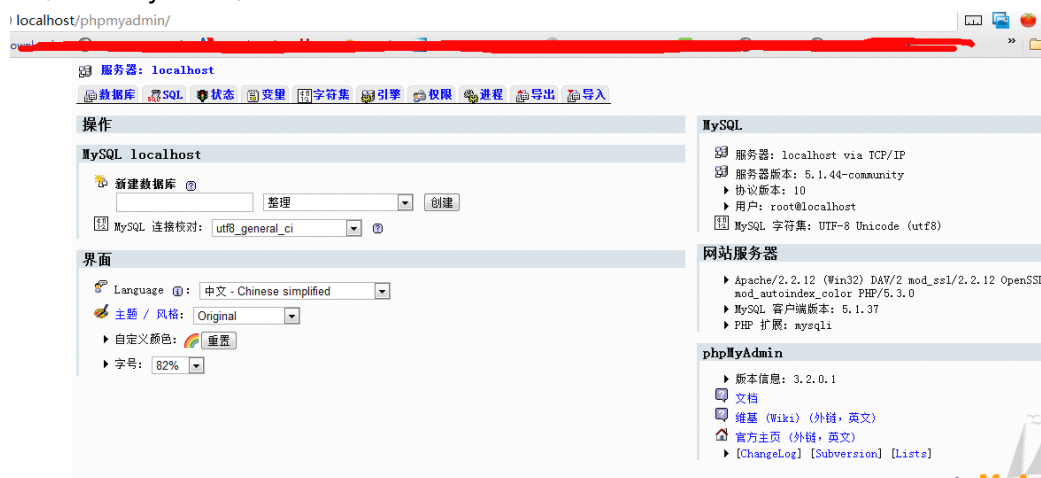 localhost/phpmyadmin/
服务器: localhost
数据库 SQL 状态 变量 字符集 引擎 权限 进程 导出 导入
操作
MySQL localhost
新建数据库
整理 创建
MySQL 连接校对: utf8_general_ci
界面
Language : 中文 - Chinese simplified
主题 / 风格: Original
自定义颜色: 重置
字号: 82%
MySQL
服务器: localhost via TCP/IP
服务器版本: 5.1.44-community
协议版本: 10
用户: root@localhost
MySQL 字符集: UTF-8 Unicode (utf8)
网站服务器
Apache/2.2.12 (Win32) DAV/2 mod_ssl/2.2.12 OpenSSL
mod_autoindex_color PHP/5.3.0
MySQL 客户端版本: 5.1.37
PHP 扩展: mysqli
phpMyAdmin
版本信息: 3.2.0.1
文档
维基 (Wiki) (外链,英文)
官方主页 (外链,英文)
[ChangeLog] [Subversion] [Lists]